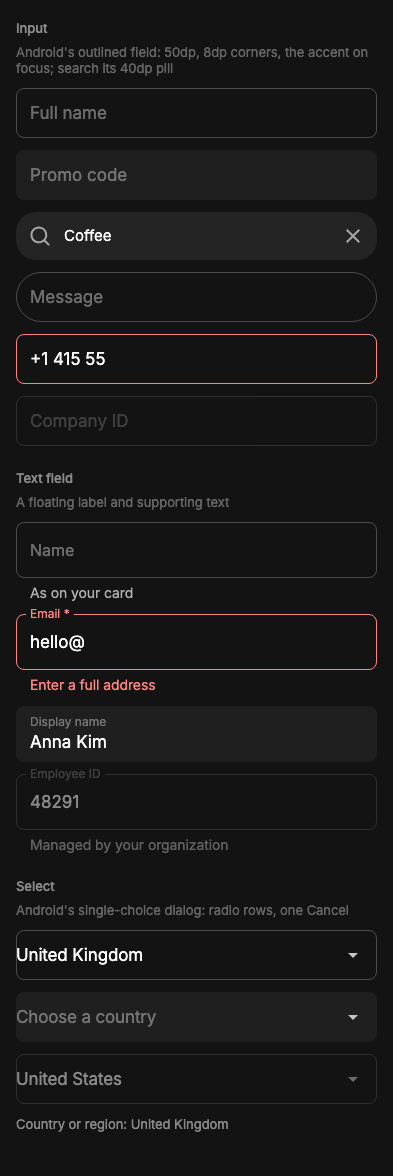 Input
Android's outlined field: 50dp, 8dp corners, the accent on
focus; search its 40dp pill
Full name
Promo code
Coffee
Message
+1 415 55
Company ID
Text field
A floating label and supporting text
Name
As on your card
Email *
hello@
Enter a full address
Display name
Anna Kim
Employee ID
48291
Managed by your organization
Select
Android's single-choice dialog: radio rows, one Cancel
United Kingdom
Choose a country
United States
Country or region: United Kingdom